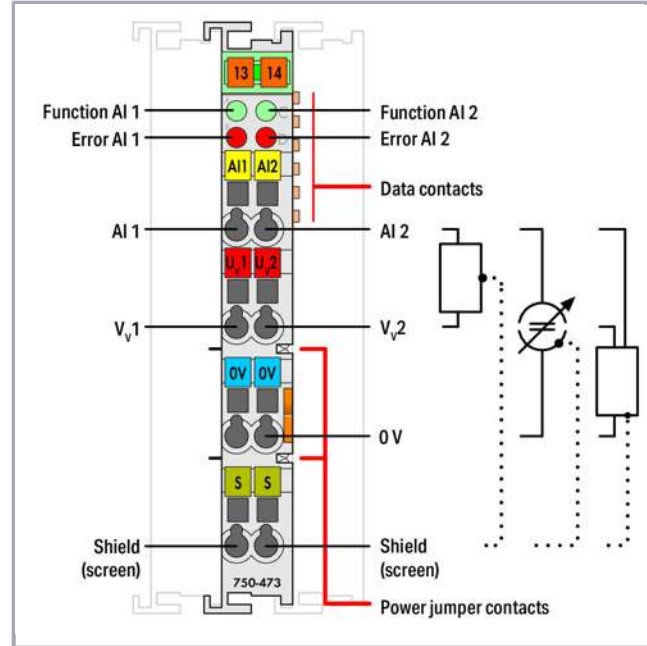 13 14
Function AI 1
C
Function AI 2
Error AI 1
D
Error AI 2
AI1 AI2
Data contacts
AI 1
AI 2
Uv1 Uv2
Vv1
Vv2
0V 0V
0 V
S S
Shield
(screen)
Shield
(screen)
750-473
Power jumper contacts